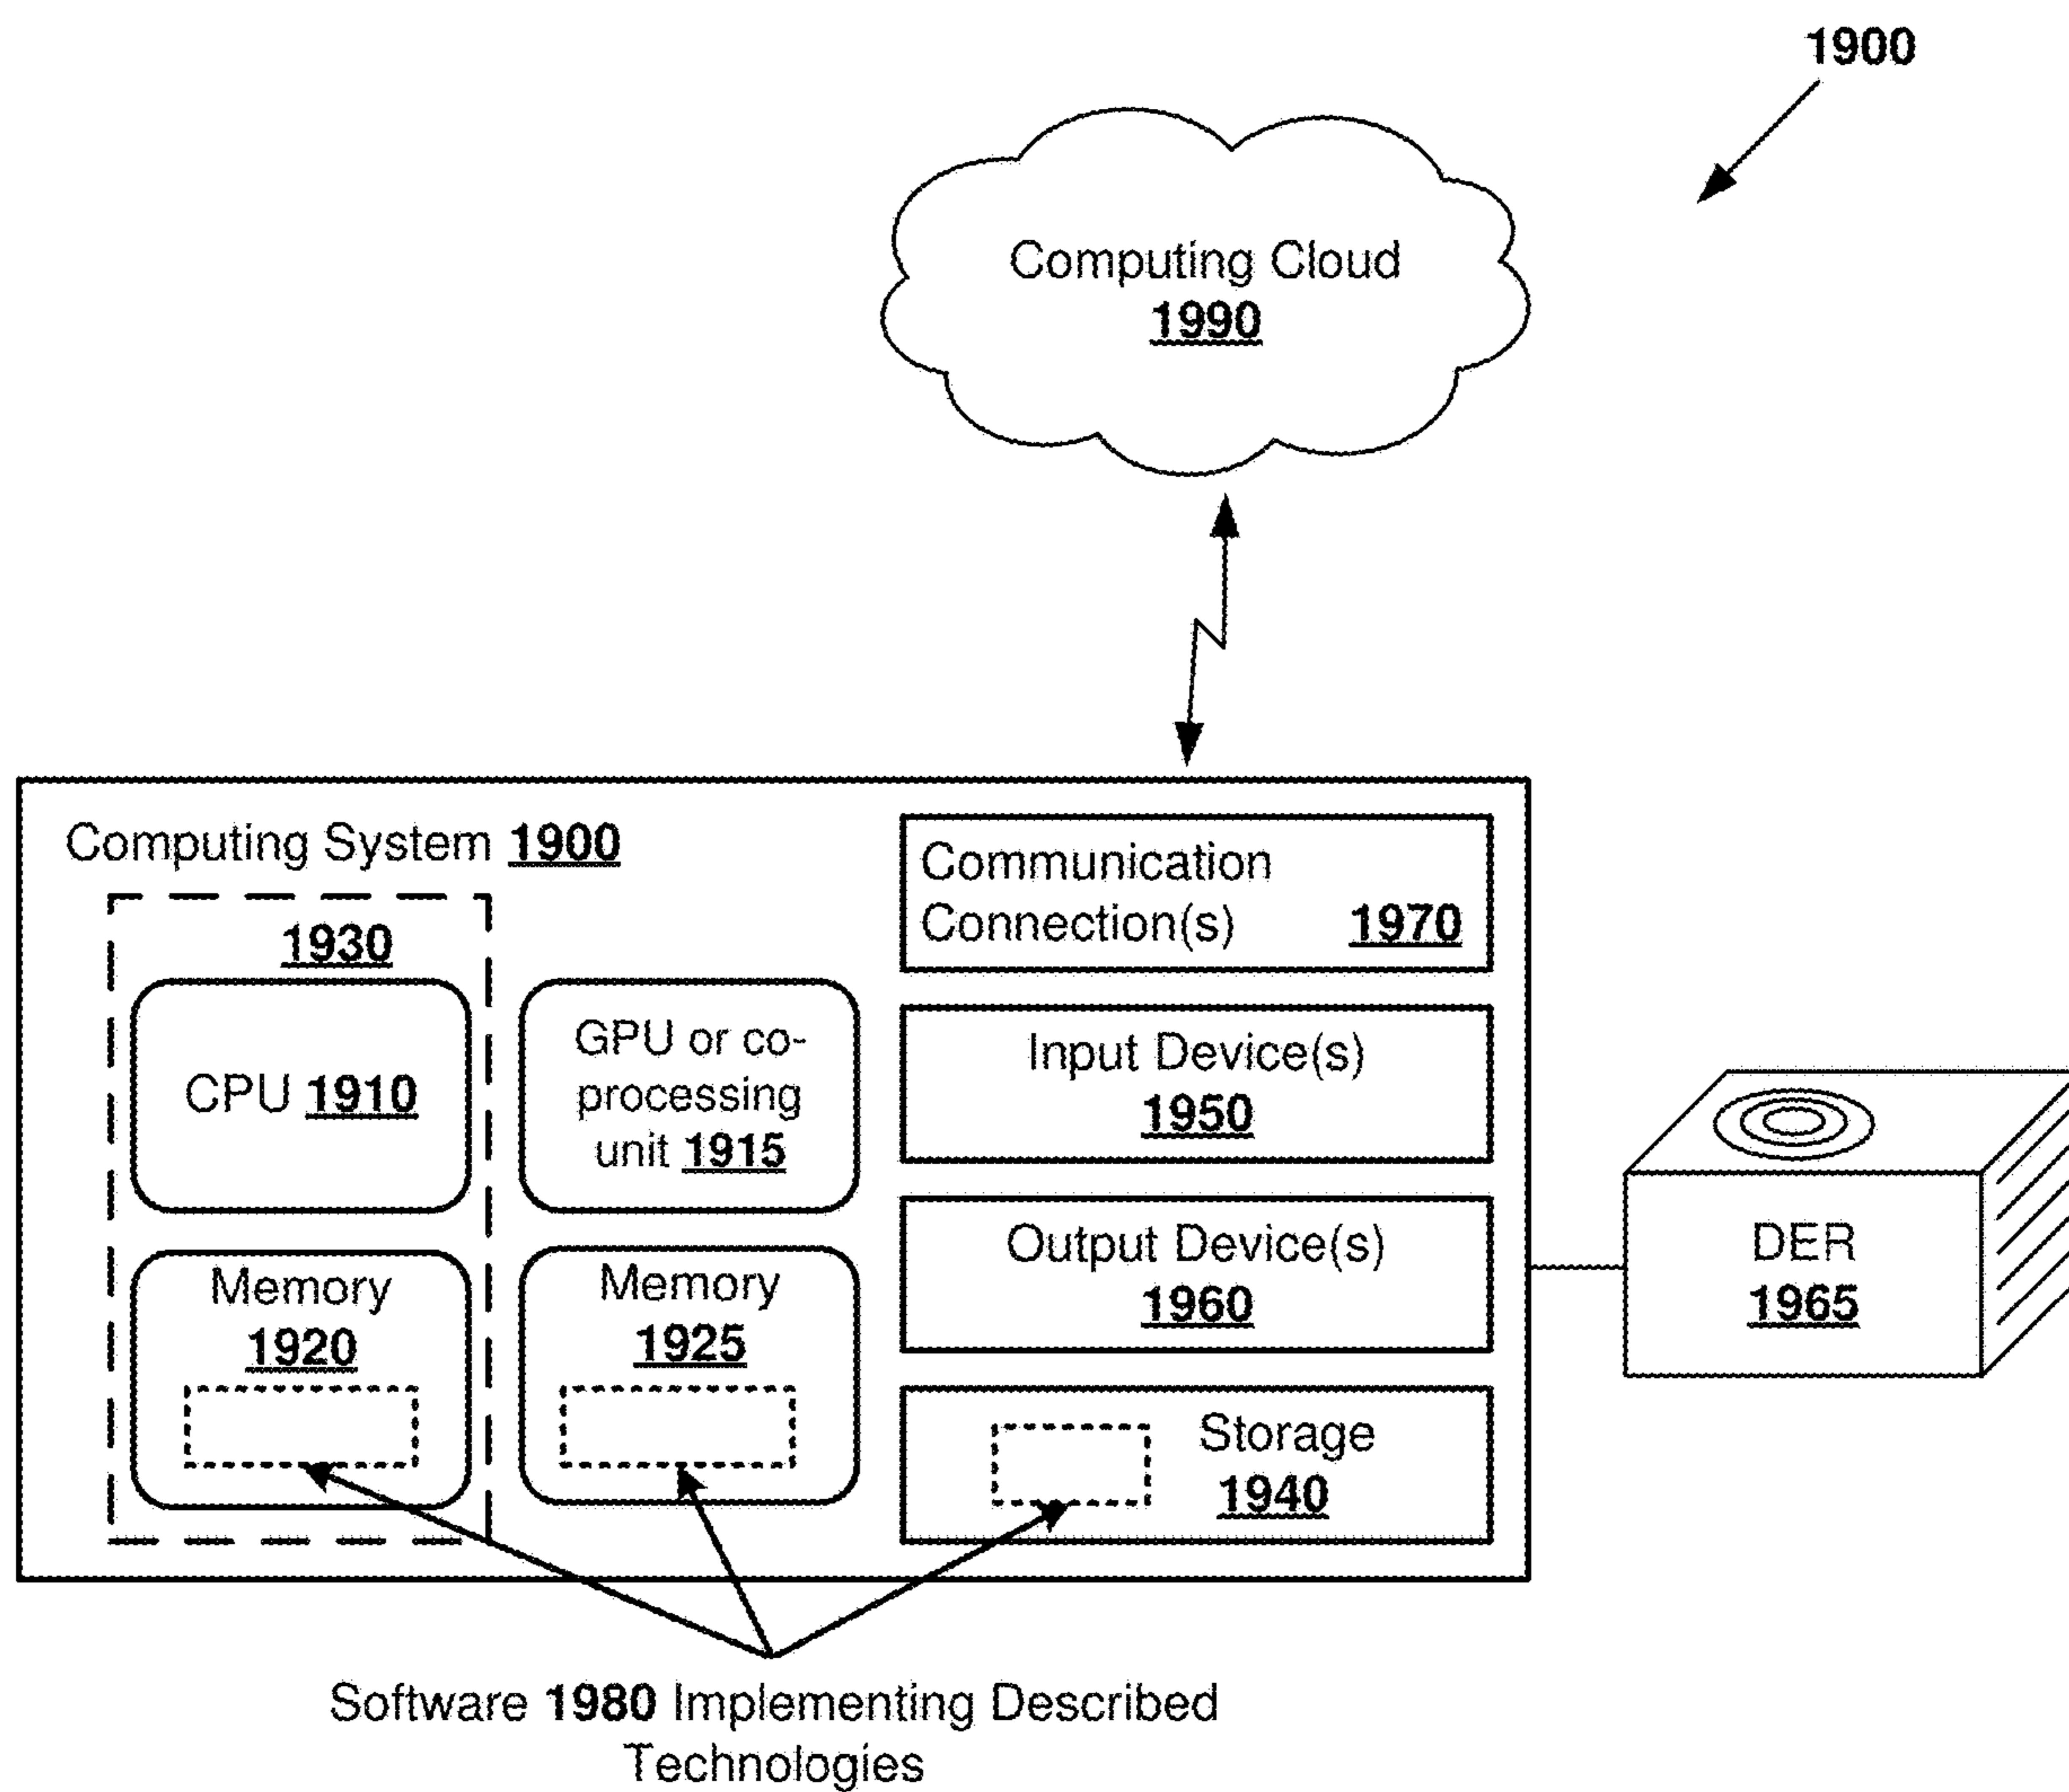 1900
Computing Cloud
1990
Computing System 1900
1930
CPU 1910
GPU or co-
processing
unit 1915
Memory
1920
Memory
1925
Communication
Connection(s) 1970
Input Device(s)
1950
Output Device(s)
1960
Storage
1940
DER
1965
Software 1980 Implementing Described
Technologies